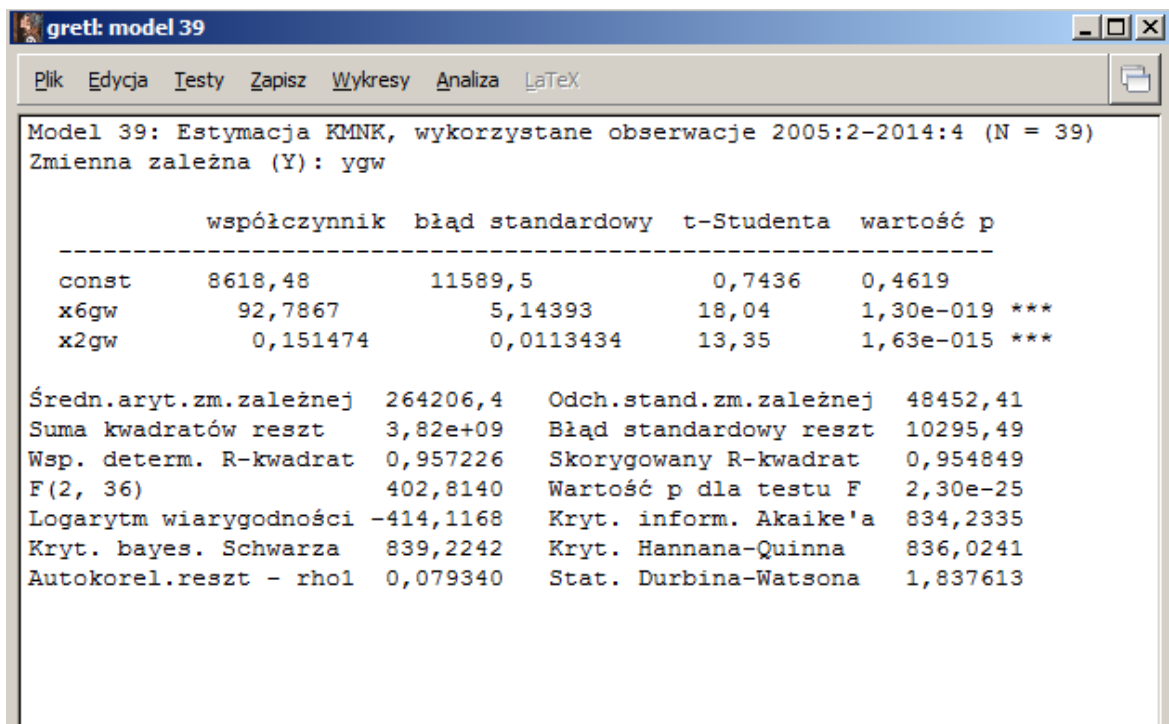 gretl: model 39
Plik Edycja Testy Zapisz Wykresy Analiza LaTeX
Model 39: Estymacja KMNK, wykorzystane obserwacje 2005:2-2014:4 (N = 39)
Zmienna zależna (Y): ygw
współczynnik błąd standardowy t-Studenta wartość p
---------------------------------------------------------------
const 8618,48 11589,5 0,7436 0,4619
x6gw 92,7867 5,14393 18,04 1,30e-019 ***
x2gw 0,151474 0,0113434 13,35 1,63e-015 ***
Średn.aryt.zm.zależnej 264206,4 Odch.stand.zm.zależnej 48452,41
Suma kwadratów reszt 3,82e+09 Błąd standardowy reszt 10295,49
Wsp. determ. R-kwadrat 0,957226 Skorygowany R-kwadrat 0,954849
F(2, 36) 402,8140 Wartość p dla testu F 2,30e-25
Logarytm wiarygodności -414,1168 Kryt. inform. Akaike'a 834,2335
Kryt. bayes. Schwarza 839,2242 Kryt. Hannana-Quinna 836,0241
Autokorel.reszt - rho1 0,079340 Stat. Durbina-Watsona 1,837613